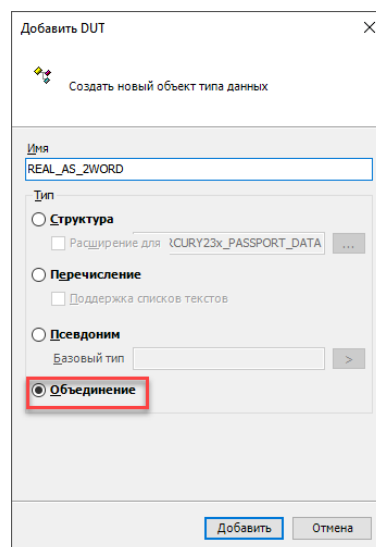 Добавить DUT
Создать новый объект типа данных
Имя
REAL_AS_2WORD
Тип
Структура
Расширение для RCURY23x_PASSPORT_DATA ...
Перечисление
Поддержка списков текстов
Псевдоним
Базовый тип >
Объединение
Добавить Отмена